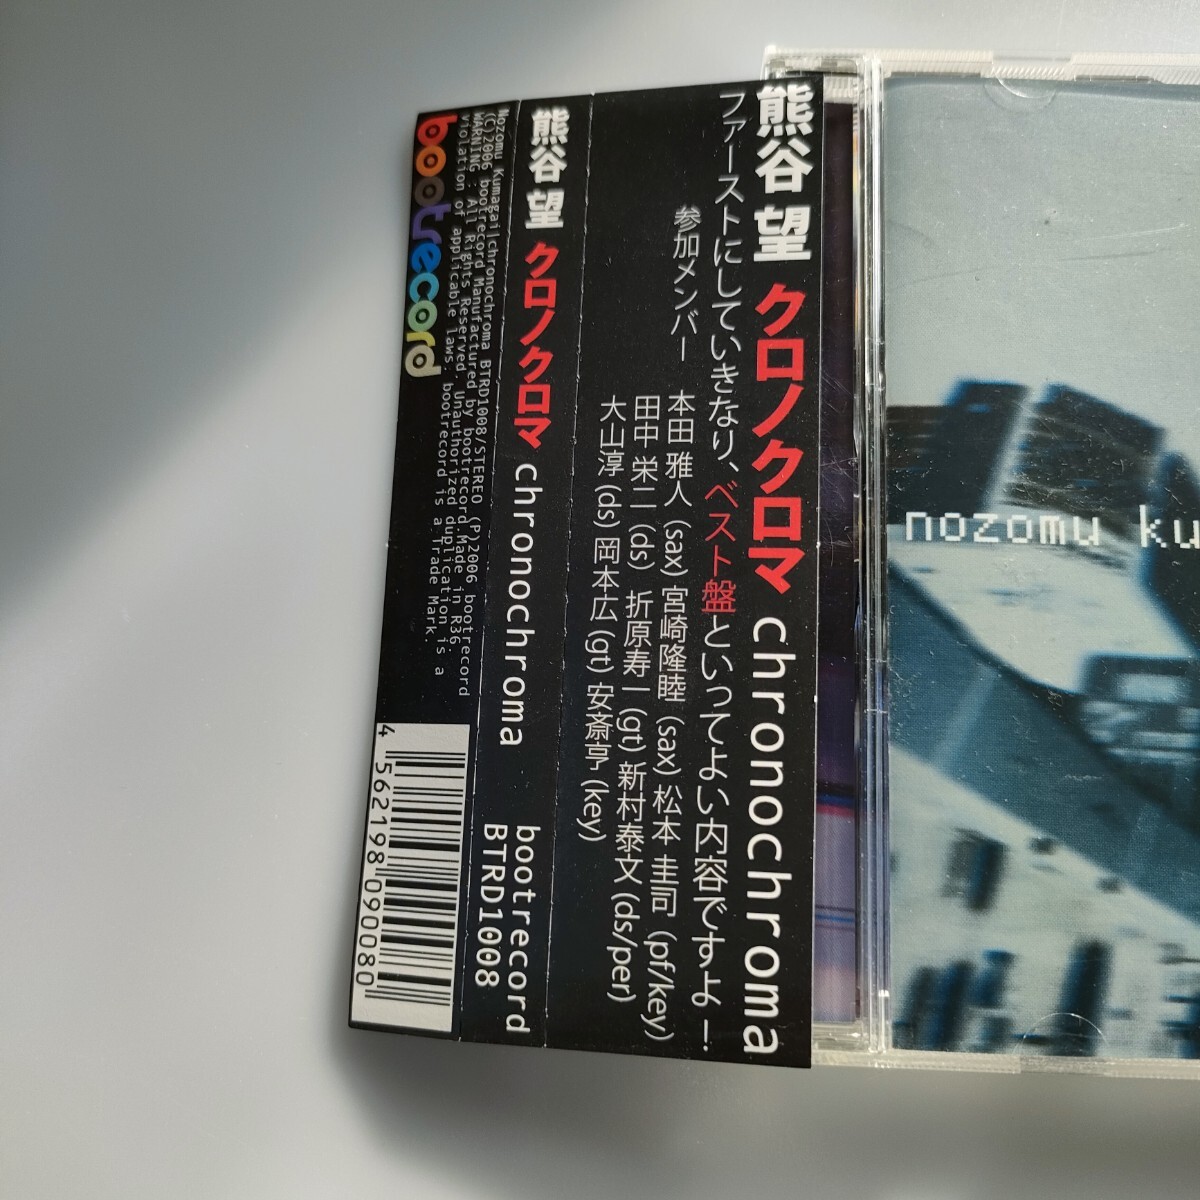 熊谷 望 クロノクロマ chronochroma
ファーストにしていきなり、ベスト盤といってよい内容ですよー!
参加メンバー 本田 雅人 (sax) 宮崎隆睦 (sax) 松本 圭司 (pf/key)
田中 栄二 (ds) 折原寿一 (gt) 新村泰文 (ds/per)
大山淳 (ds) 岡本広 (gt) 安斎亨 (key)
熊谷 望 クロノクロマ chronochroma bootrecord
BTRD1008
Nozomu Kumagai|chronochroma BTRD1008/STEREO (P)2006 bootrecord
(C)2006 bootrecord Manufactured by bootrecord.Made in R36.
WARNING : All Rights Reserved. Unauthorized duplication is a
violation of applicable laws. bootrecord is a Trade Mark.
bootrecord
4 562198 090080
nozomu ku